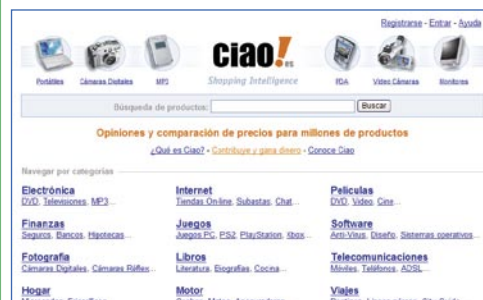 Registrarse - Entrar - Ayuda
ciao!
es
Shopping Intelligence
Portátiles Cámaras Digitales MP3 PDA Video Cámaras Monitores
Búsqueda de productos: Buscar
Opiniones y comparación de precios para millones de productos
¿Qué es Ciao? - Contribuye y gana dinero - Conoce Ciao
Navegar por categorías
Electrónica Internet Películas
DVD, Televisiones, MP3... Tiendas On-line, Subastas, Chat... DVD, Video, Cine...
Finanzas Juegos Software
Seguros, Bancos, Hipotecas... Juegos PC, PS2, PlayStation, Xbox... Anti-Virus, Diseño, Sistemas operativos...
Fotografía Libros Telecomunicaciones
Cámaras Digitales, Cámaras Réflex... Literatura, Biografías, Cocina... Móviles, Teléfonos, ADSL...
Hogar Motor Viajes